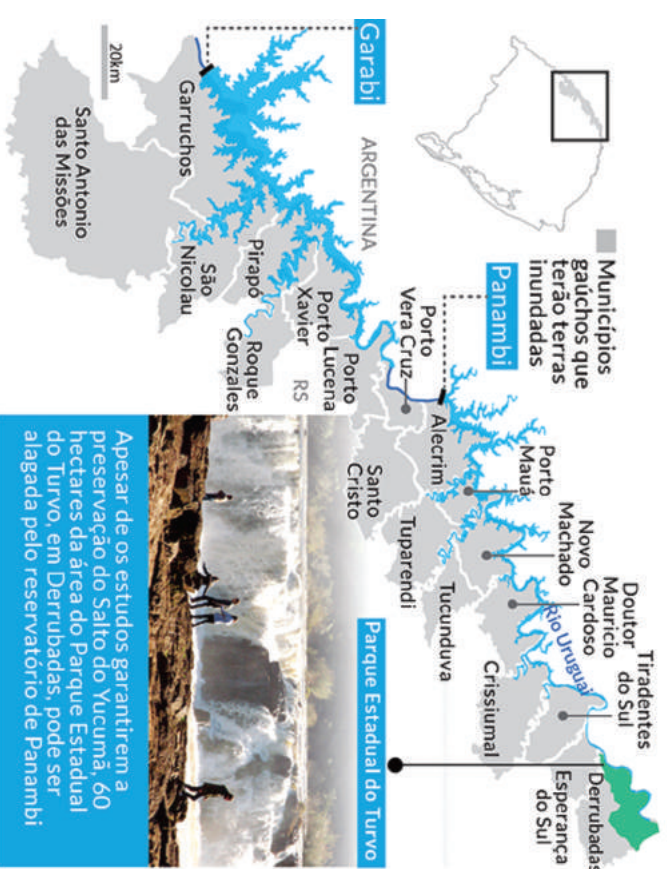 Municípios
gaúchos que
terão terras
inundadas
Garabi
Panambi
ARGENTINA
20km
Garruchos
Santo Antonio
das Missões
São
Nicolau
Pirapó
Roque
Gonzales
Porto
Xavier
Porto
Lucena
RS
Porto
Vera Cruz
Alecrim
Santo
Cristo
Porto
Mauá
Tuparendi
Novo
Machado
Tucunduva
Doutor
Maurício
Cardoso
Rio Uruguai
Crissiumal
Tiradentes
do Sul
Esperança
do Sul
Derrubadas
Parque Estadual do Turvo
Apesar de os estudos garantirem a
preservação do Salto do Yucumã, 60
hectares da área do Parque Estadual
do Turvo, em Derrubadas, pode ser
alagada pelo reservatório de Panambi